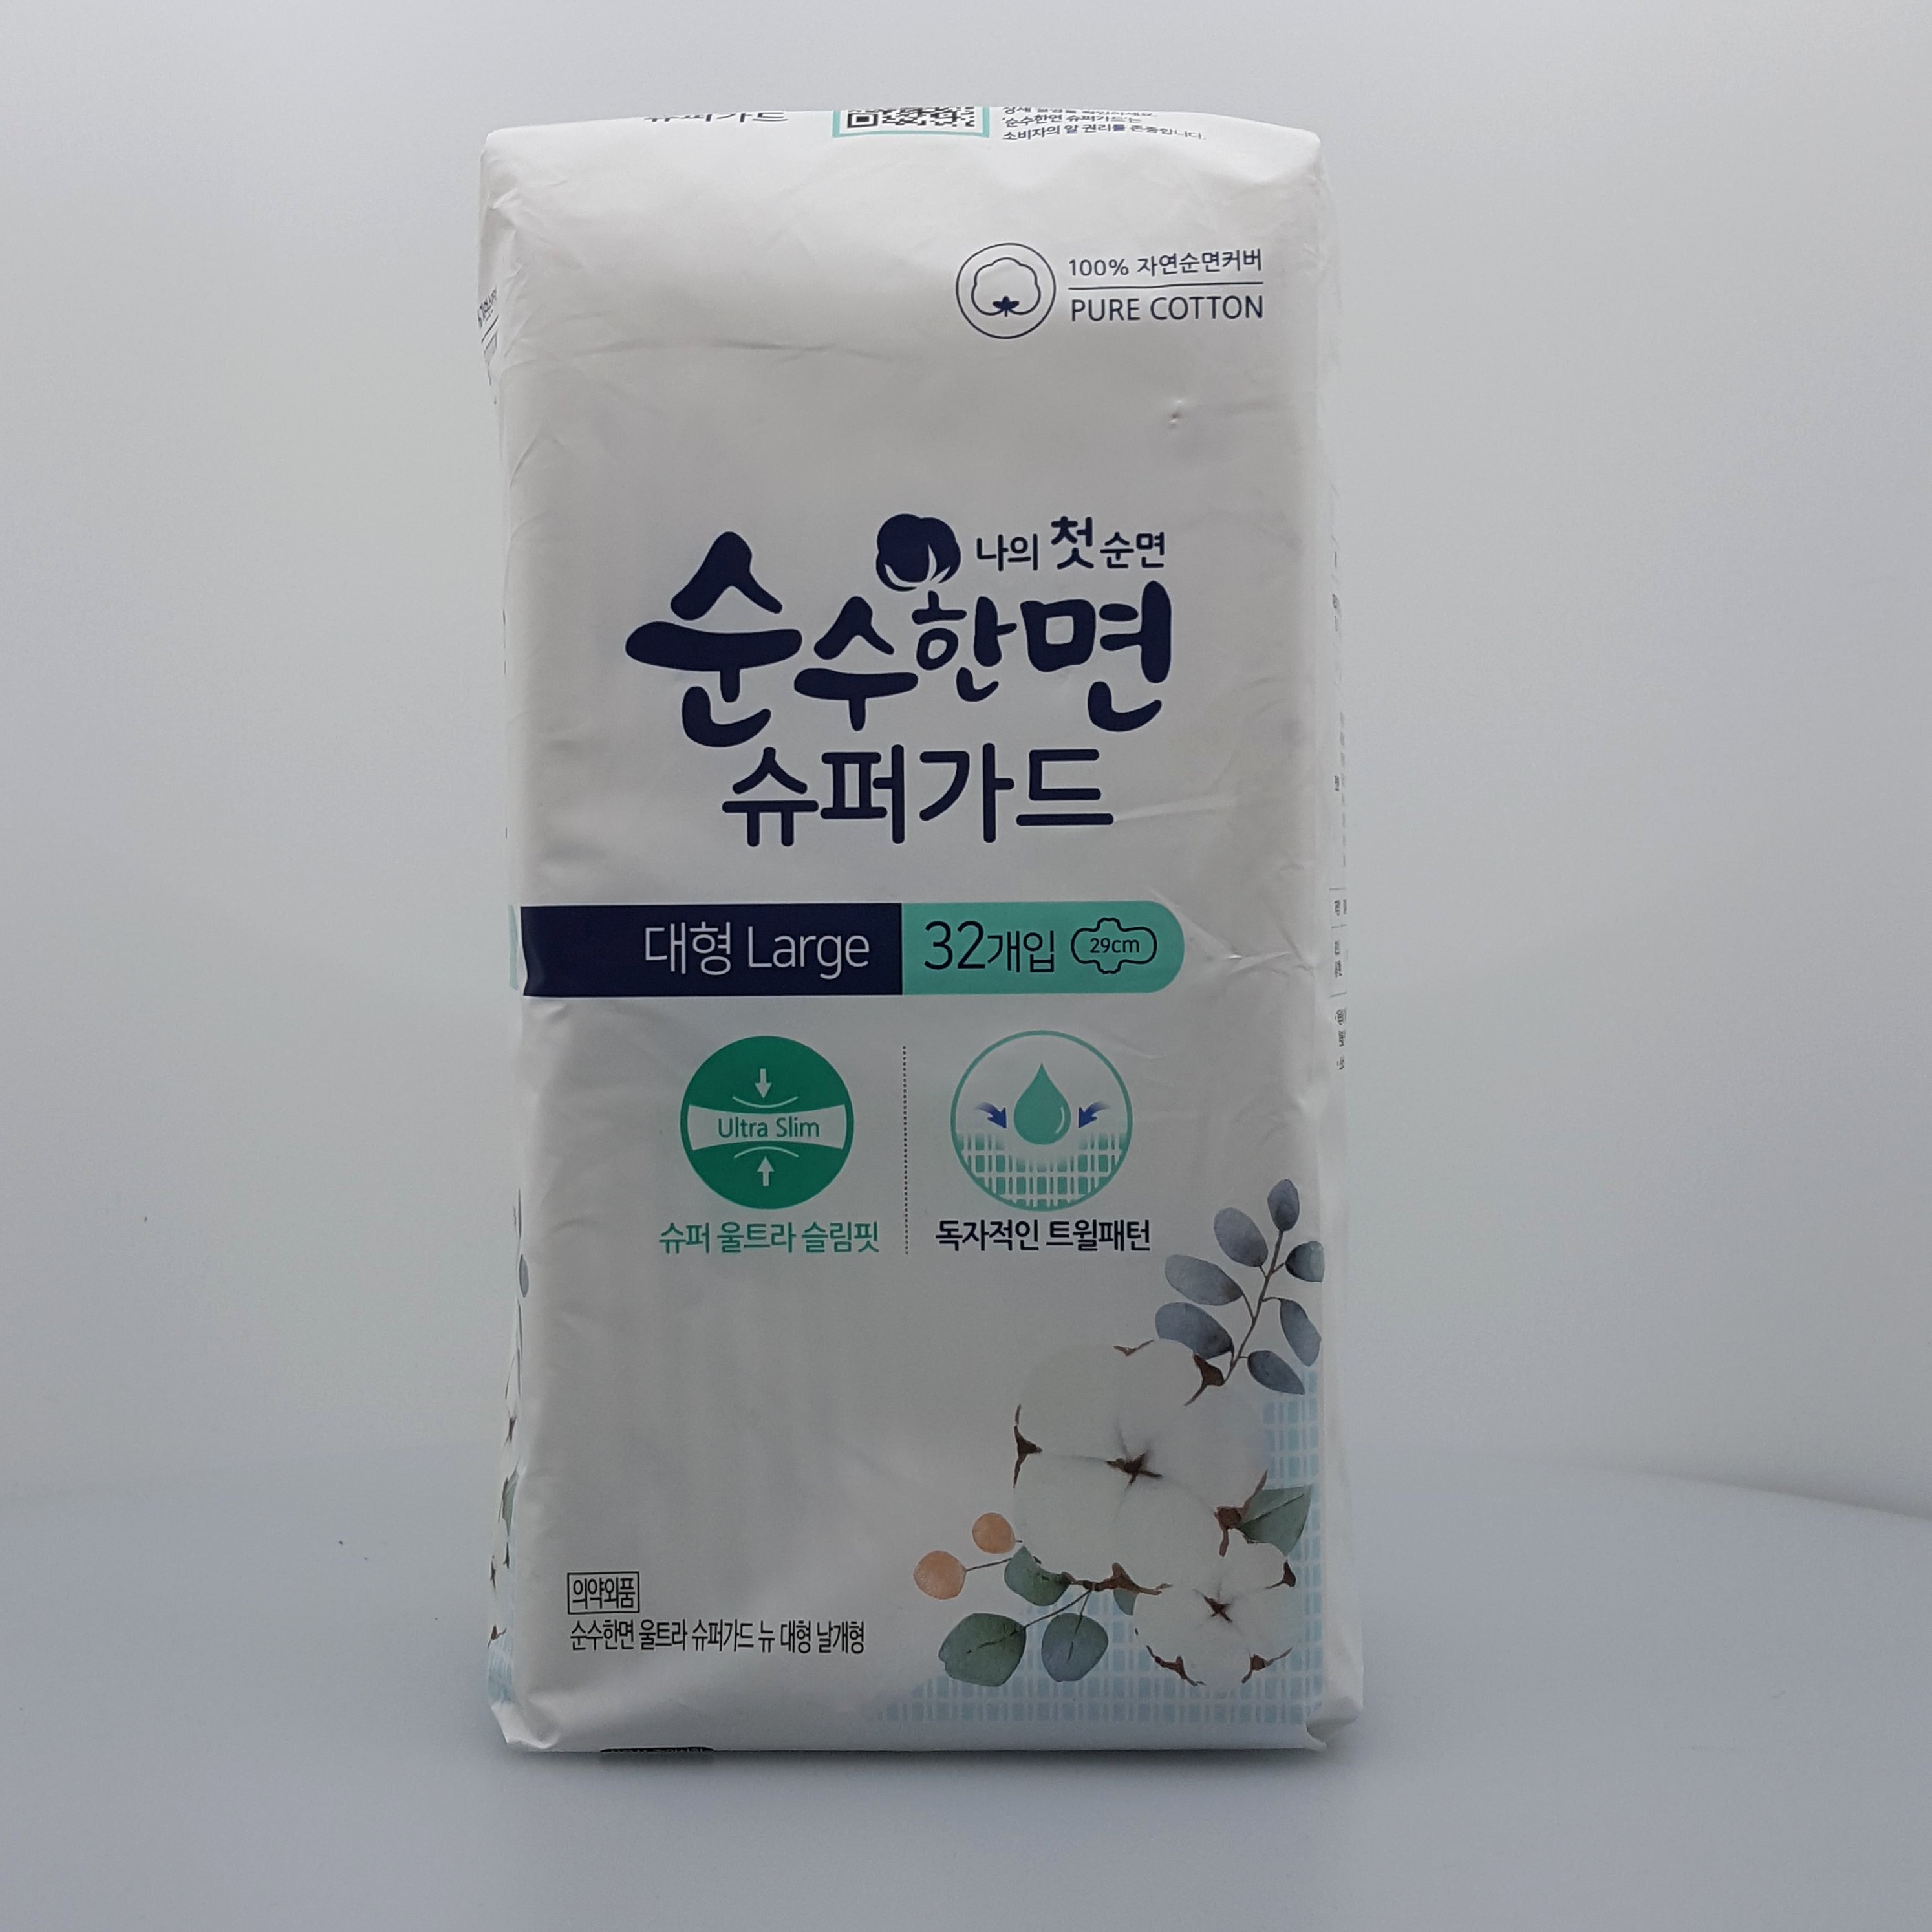 슈퍼가드
'순수한면 슈퍼가드'는
소비자의 알 권리를 존중합니다.
100% 자연순면커버
PURE COTTON
나의 첫 순면
순수한면
슈퍼가드
대형 Large 32개입 29cm
Ultra Slim
슈퍼 울트라 슬림핏
독자적인 트윌패턴
의약외품
순수한면 울트라 슈퍼가드 뉴 대형 날개형